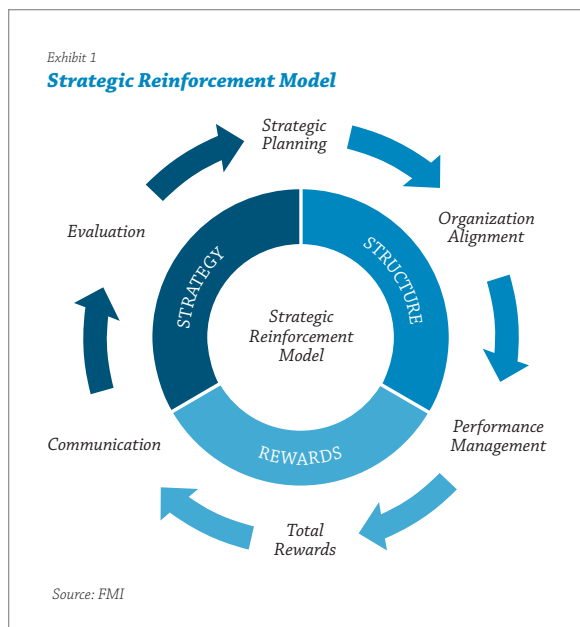 Exhibit 1
Strategic Reinforcement Model
Strategic
Planning
Organization
Alignment
Performance
Management
Total
Rewards
Communication
Evaluation
STRATEGY
STRUCTURE
REWARDS
Strategic
Reinforcement
Model
Source: FMI